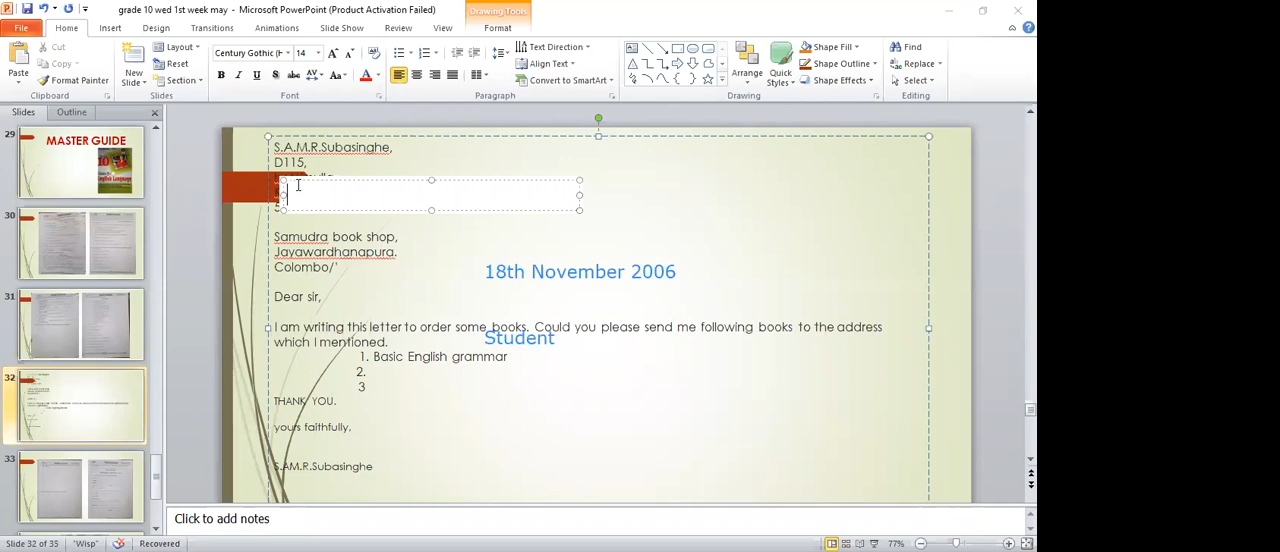 grade 10 wed 1st week may - Microsoft PowerPoint (Product Activation Failed)
Drawing Tools
File Home Insert Design Transitions Animations Slide Show Review View Format
Paste
Cut
Copy
Format Painter
Clipboard
New Slide
Layout
Reset
Section
Slides
Century Gothic (H 14
Font
Text Direction
Align Text
Convert to SmartArt
Paragraph
Arrange
Quick Styles
Shape Fill
Shape Outline
Shape Effects
Drawing
Find
Replace
Select
Editing
Slides Outline
29
MASTER GUIDE
30
31
32
33
S.A.M.R.Subasinghe,
D115,
Samudra book shop,
Jayawardhanapura.
Colombo/'
18th November 2006
Dear sir,
I am writing this letter to order some books. Could you please send me following books to the address
which I mentioned.
Student
1. Basic English grammar
2.
3
THANK YOU.
yours faithfully,
S.AM.R.Subasinghe
Click to add notes
Slide 32 of 35 "Wisp" Recovered 77%